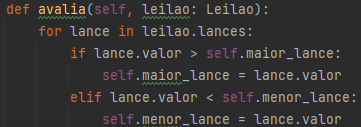 def avalia(self, leilao: Leilao):
    for lance in leilao.lances:
        if lance.valor > self.maior_lance:
            self.maior_lance = lance.valor
        elif lance.valor < self.menor_lance:
            self.menor_lance = lance.valor